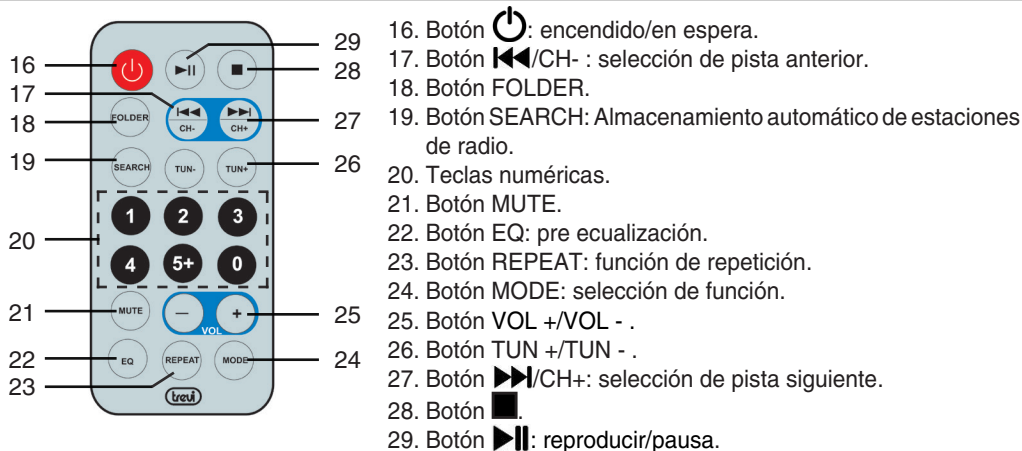 16
17
18
19
20
21
22
23
29
28
27
26
25
24
FOLDER
CH-
CH+
SEARCH
TUN-
TUN+
1
2
3
4
5+
0
MUTE
—
+
VOL
EQ
REPEAT
MODE
trevi
16. Botón ⏻: encendido/en espera.
17. Botón ⏮/CH- : selección de pista anterior.
18. Botón FOLDER.
19. Botón SEARCH: Almacenamiento automático de estaciones
de radio.
20. Teclas numéricas.
21. Botón MUTE.
22. Botón EQ: pre ecualización.
23. Botón REPEAT: función de repetición.
24. Botón MODE: selección de función.
25. Botón VOL +/VOL - .
26. Botón TUN +/TUN - .
27. Botón ⏭/CH+: selección de pista siguiente.
28. Botón ■.
29. Botón ⏯: reproducir/pausa.